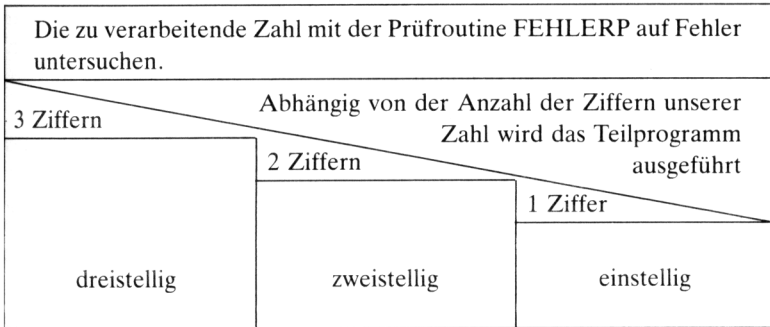 Die zu verarbeitende Zahl mit der Prüfroutine FEHLERP auf Fehler
untersuchen.
Abhängig von der Anzahl der Ziffern unserer
3 Ziffern
Zahl wird das Teilprogramm
2 Ziffern
ausgeführt
1 Ziffer
dreistellig
zweistellig
einstellig